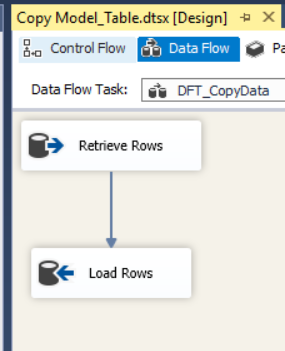 Copy Model_Table.dtsx [Design]
Control Flow Data Flow Pa
Data Flow Task: DFT_CopyData
Retrieve Rows
Load Rows